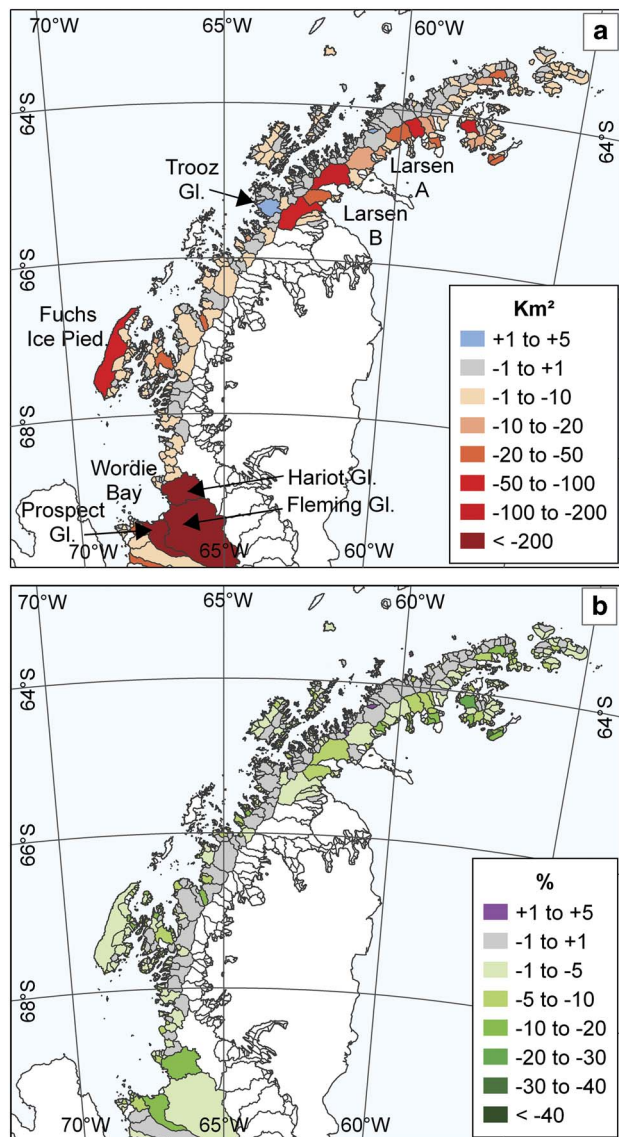 70°W
65°W
60°W
a
64°S
64°S
Trooz
Gl.
Larsen
A
Larsen
B
66°S
Fuchs
Ice Pied.
Km²
+1 to +5
-1 to +1
-1 to -10
-10 to -20
-20 to -50
-50 to -100
-100 to -200
< -200
68°S
Wordie
Bay
Hariot Gl.
Prospect
Gl.
Fleming Gl.
70°W
65°W
60°W
70°W
65°W
60°W
b
64°S
64°S
66°S
%
+1 to +5
-1 to +1
-1 to -5
-5 to -10
-10 to -20
-20 to -30
-30 to -40
< -40
68°S
70°W
65°W
60°W